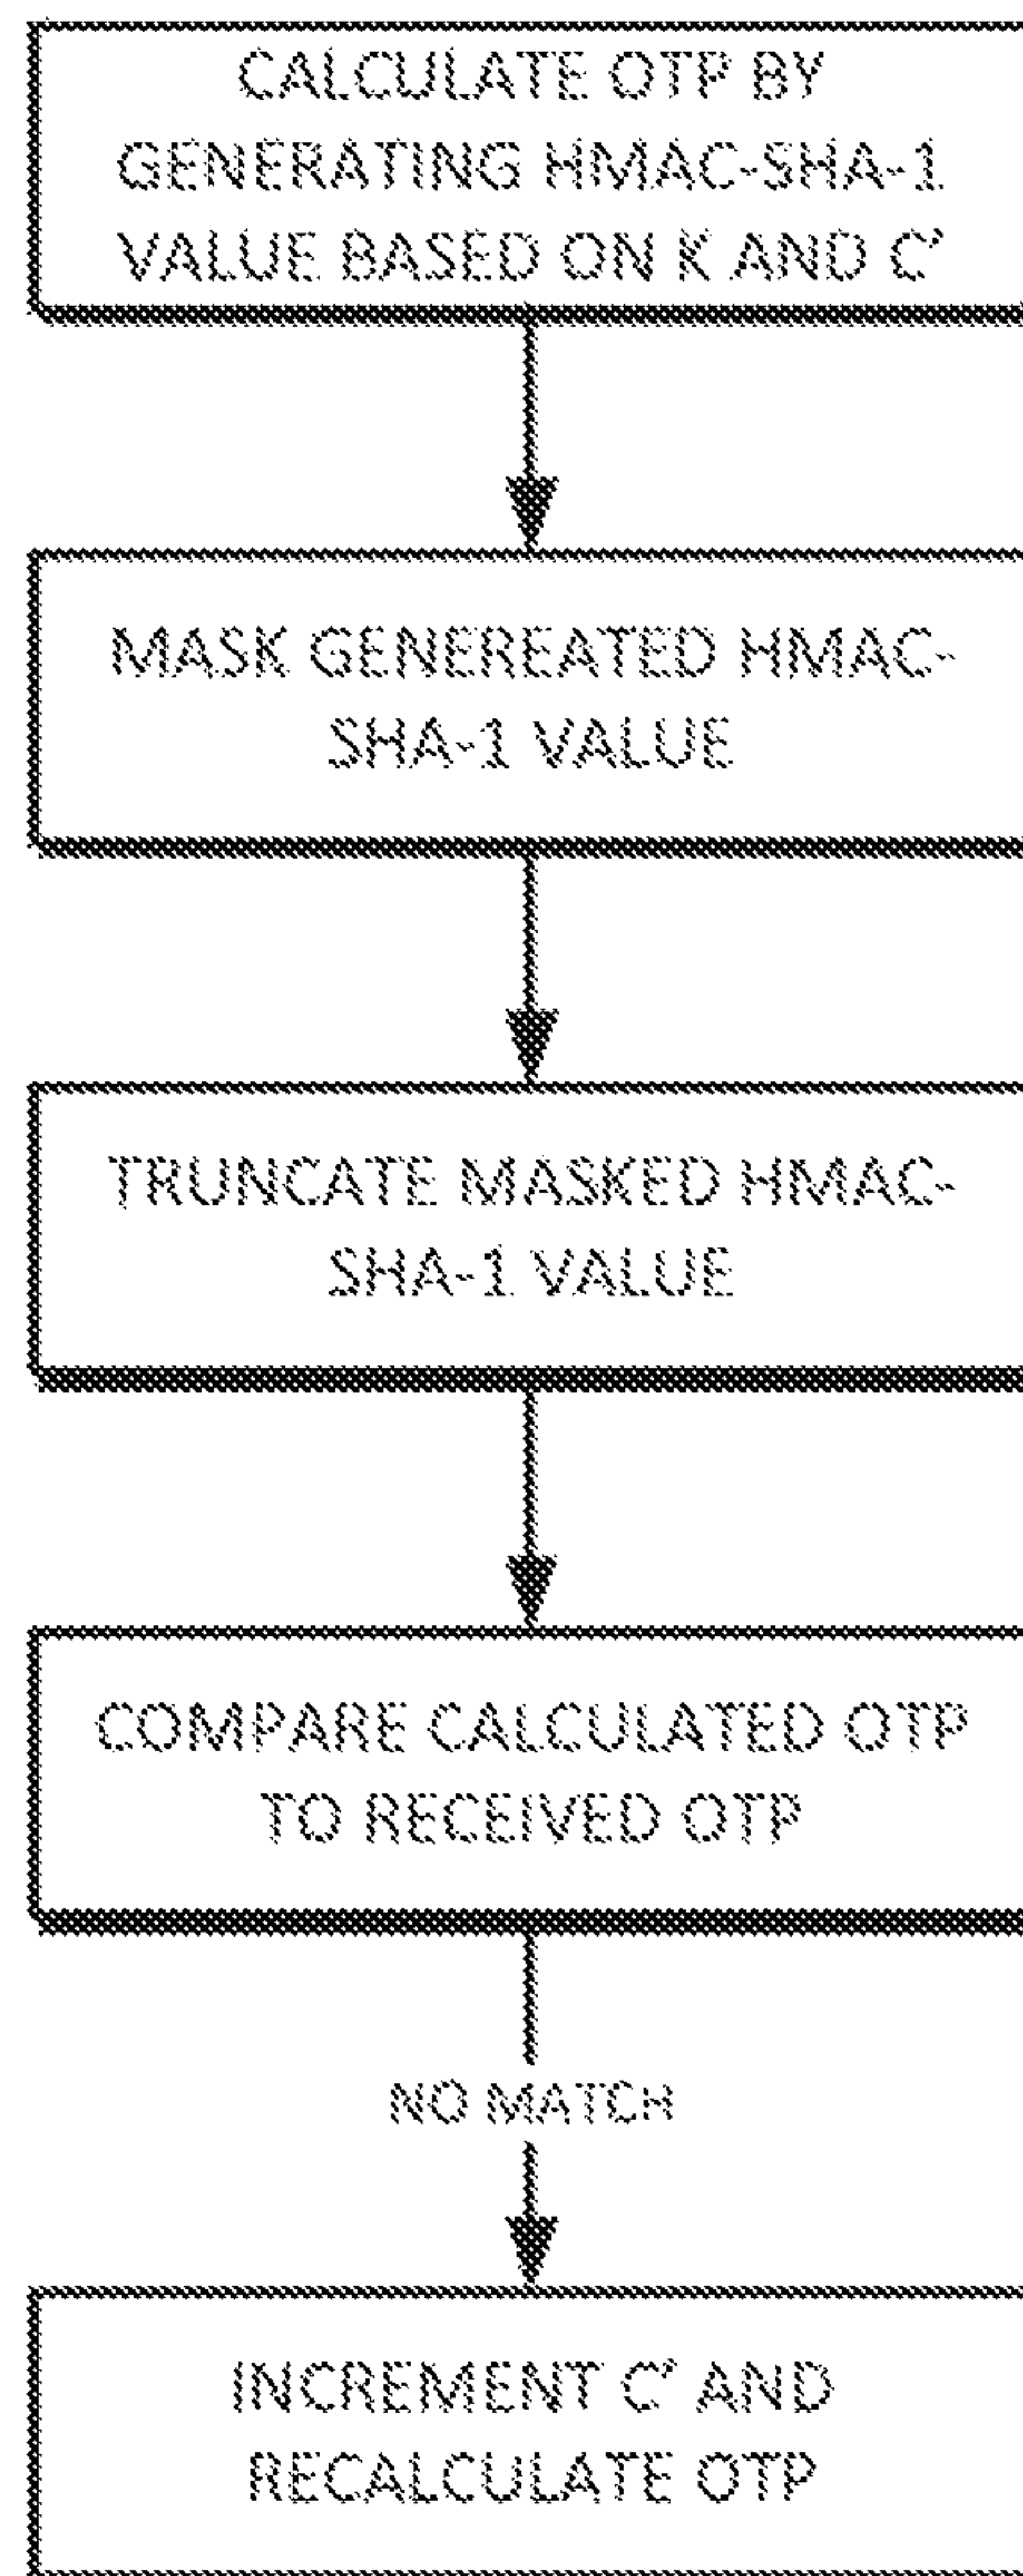 CALCULATE OTP BY
GENERATING HMAC-SHA-1
VALUE BASED ON K AND C'
MASK GENEREATED HMAC-
SHA-1 VALUE
TRUNCATE MASKED HMAC-
SHA-1 VALUE
COMPARE CALCULATED OTP
TO RECEIVED OTP
NO MATCH
INCREMENT C' AND
RECALCULATE OTP